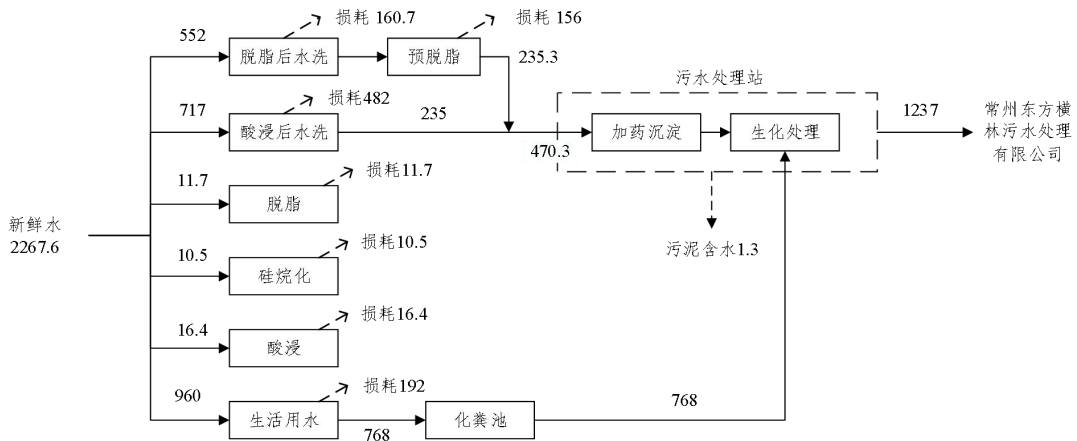 损耗 160.7
损耗 156
552
脱脂后水洗
预脱脂
235.3
污水处理站
717
损耗482
酸浸后水洗
235
470.3
加药沉淀
生化处理
1237
常州东方横
林污水处理
有限公司
11.7
损耗11.7
脱脂
新鲜水
2267.6
污泥含水1.3
10.5
损耗10.5
硅烷化
16.4
损耗16.4
酸浸
960
损耗192
生活用水
768
化粪池
768